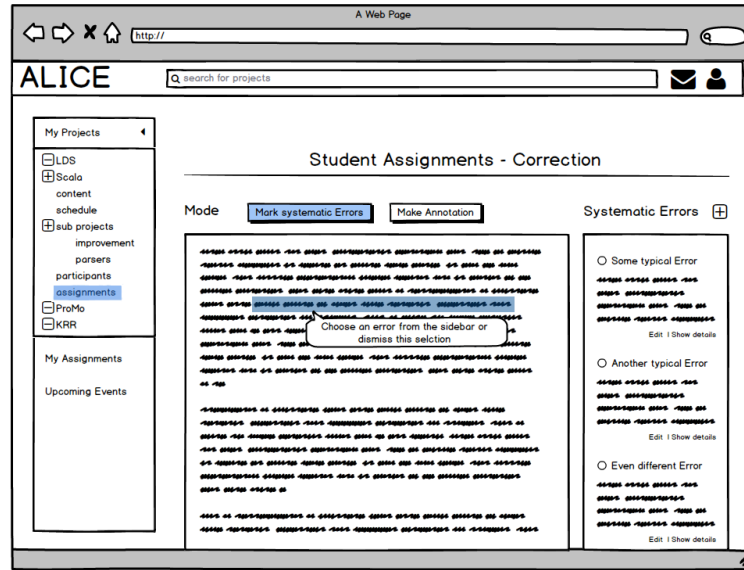 A Web Page
http://
ALICE
search for projects
My Projects
LDS
Scala
content
schedule
sub projects
improvement
parsers
participants
assignments
ProMo
KRR
My Assignments
Upcoming Events
Student Assignments - Correction
Mode
Mark systematic Errors
Make Annotation
Choose an error from the sidebar or
dismiss this selction
Systematic Errors
Some typical Error
Edit | Show details
Another typical Error
Edit | Show details
Even different Error
Edit | Show details